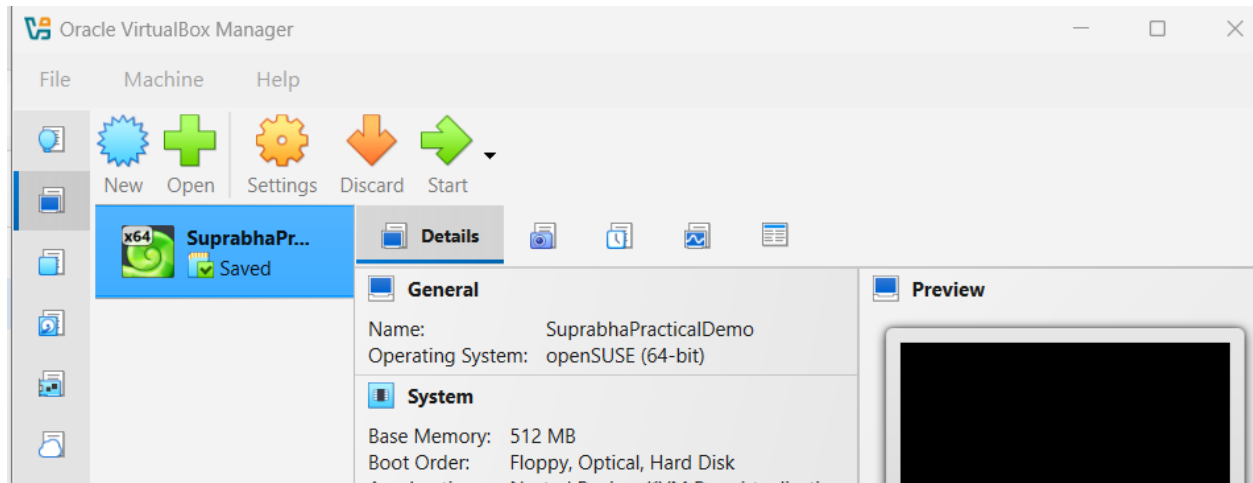 Oracle VirtualBox Manager
File Machine Help
New Open Settings Discard Start
x64 SuprabhaPr...
Saved
Details
General
Name: SuprabhaPracticalDemo
Operating System: openSUSE (64-bit)
System
Base Memory: 512 MB
Boot Order: Floppy, Optical, Hard Disk
Preview